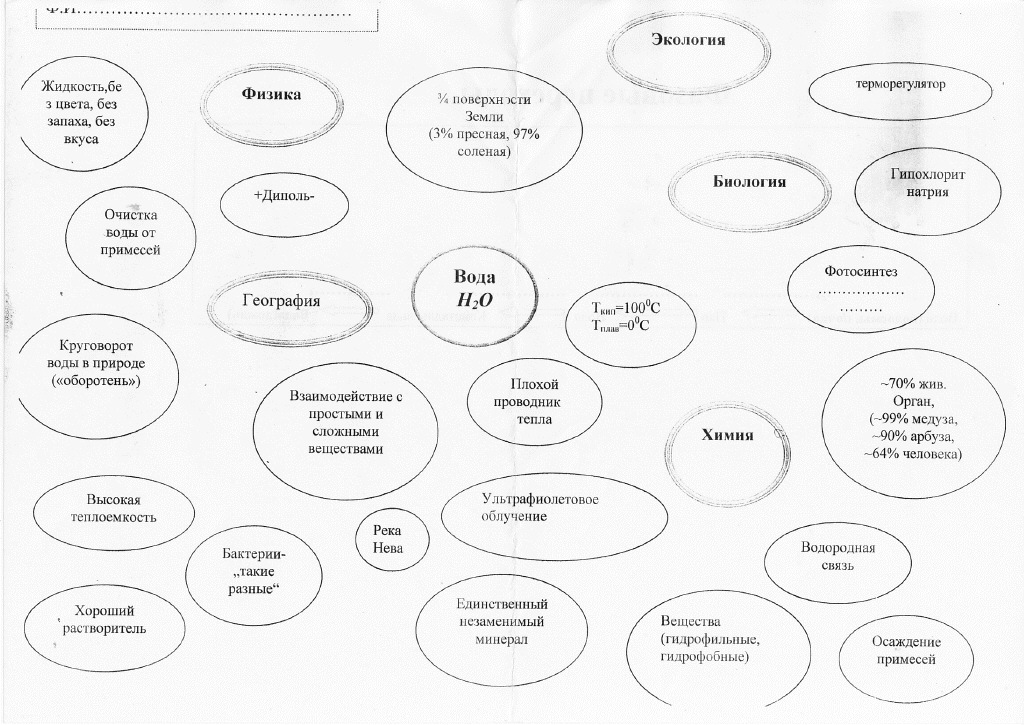 Ф.И
Экология
Жидкость,бе
з цвета, без
запаха, без
вкуса
Физика
¾ поверхности
Земли
(3% пресная, 97%
соленая)
терморегулятор
Биология
Гипохлорит
натрия
+Диполь-
Очистка
воды от
примесей
География
Вода
H₂O
Tкип=100⁰C
Tплав=0⁰C
Фотосинтез
..................
.........
Круговорот
воды в природе
(«оборотень»)
Взаимодействие с
простыми и
сложными
веществами
Плохой
проводник
тепла
Химия
~70% жив.
Орган,
(~99% медуза,
~90% арбуза,
~64% человека)
Высокая
теплоемкость
Река
Нева
Ультрафиолетовое
облучение
Бактерии-
„такие
разные“
Водородная
связь
Хороший
растворитель
Единственный
незаменимый
минерал
Вещества
(гидрофильные,
гидрофобные)
Осаждение
примесей